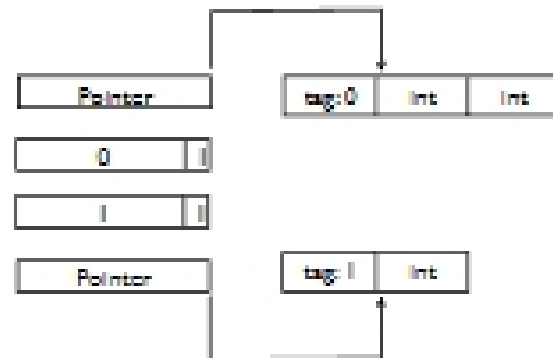 Pointer tag: 0 Int Int
0 1
1 1
Pointer tag: 1 Int